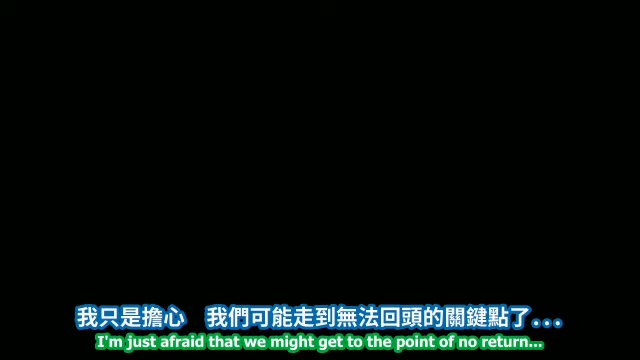 我只是擔心　我們可能走到無法回頭的關鍵點了...
I'm just afraid that we might get to the point of no return...